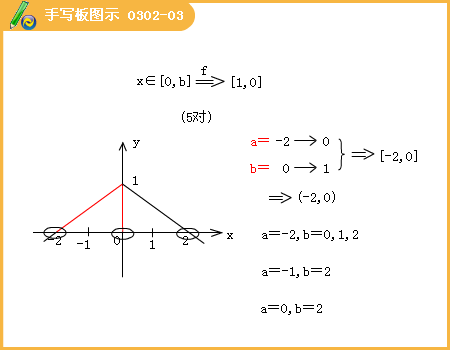 手写板图示 0302-03
x∈[0,b] f⇒ [1,0]
(5对)
y
1
-2 -1 0 1 2 x
a= -2 → 0
b= 0 → 1
⇒ [-2,0]
⇒ (-2,0)
a=-2,b=0,1,2
a=-1,b=2
a=0,b=2